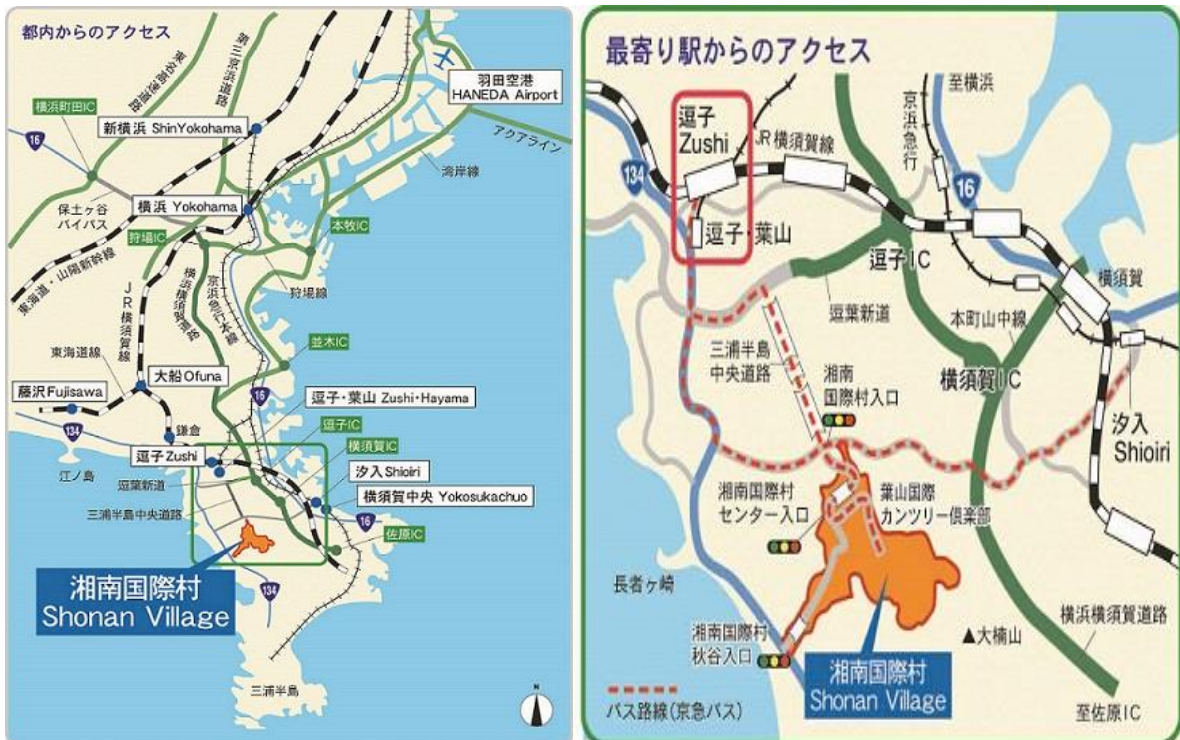 都内からのアクセス
東名高速道路
第三京浜道路
羽田空港
HANEDA Airport
横浜町田IC
16
新横浜 ShinYokohama
アクアライン
湾岸線
保土ヶ谷
バイパス
横浜 Yokohama
本牧IC
狩場IC
東海道・山陽新幹線
JR横須賀線
横浜横須賀道路
京浜急行本線
狩場線
並木IC
東海道線
大船 Ofuna
藤沢 Fujisawa
16
逗子・葉山 Zushi・Hayama
134
鎌倉
逗子IC
横須賀IC
逗子 Zushi
江ノ島
逗葉新道
汐入 Shioiri
横須賀中央 Yokosukachuo
三浦半島中央道路
16
佐原IC
湘南国際村
Shonan Village
134
三浦半島
N
最寄り駅からのアクセス
至横浜
京浜急行
逗子
Zushi
JR横須賀線
134
16
逗子・葉山
逗子IC
横須賀
逗葉新道
本町山中線
三浦半島
中央道路
湘南
国際村入口
横須賀IC
汐入
Shioiri
湘南国際村
センター入口
葉山国際
カンツリー倶楽部
長者ヶ崎
湘南国際村
秋谷入口
▲大楠山
横浜横須賀道路
湘南国際村
Shonan Village
バス路線(京急バス)
至佐原IC